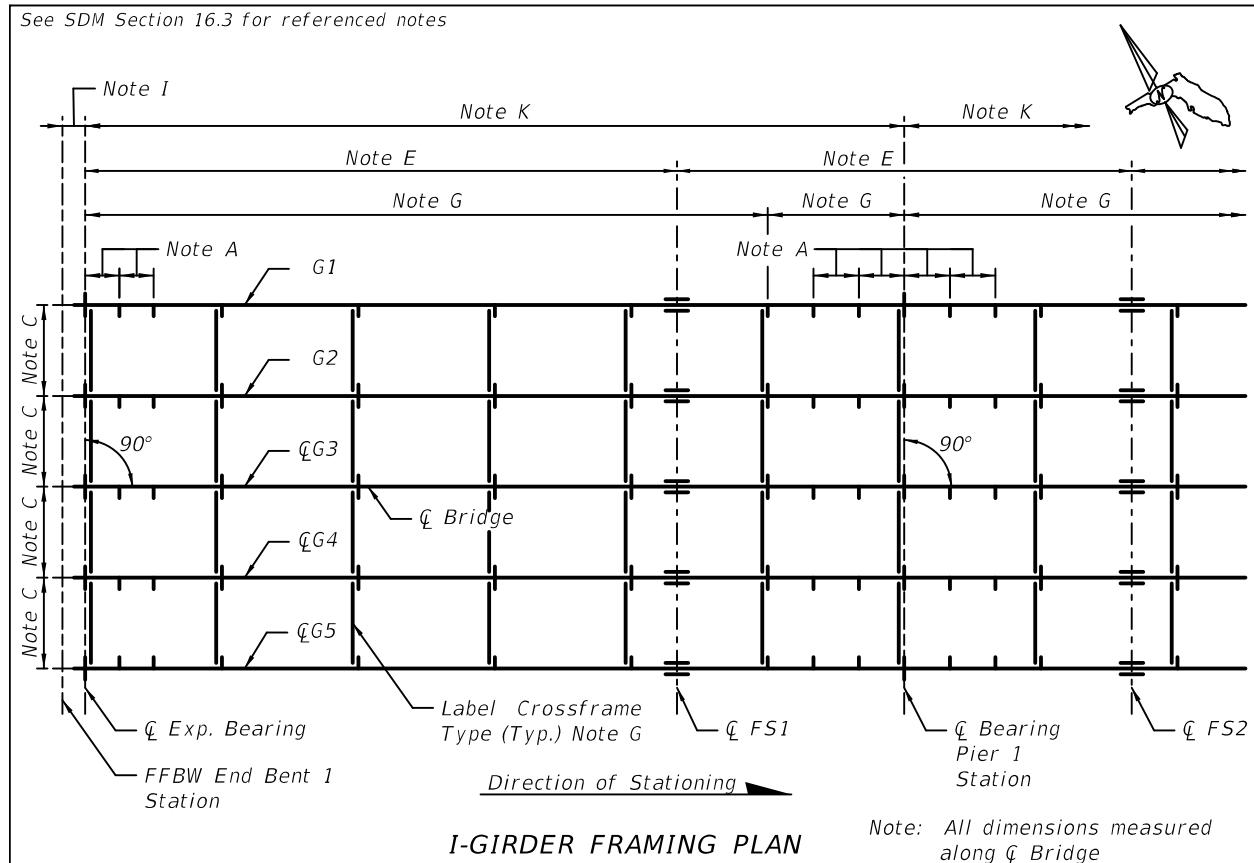 See SDM Section 16.3 for referenced notes
N
Note I
Note K
Note K
Note E
Note E
Note G
Note G
Note G
Note A
Note A
G1
Note C
G2
Note C
90°
℄G3
90°
℄ Bridge
Note C
℄G4
Note C
℄G5
Label Crossframe
Type (Typ.) Note G
℄ Exp. Bearing
℄ FS1
℄ Bearing
Pier 1
Station
℄ FS2
FFBW End Bent 1
Station
Direction of Stationing
I-GIRDER FRAMING PLAN
Note: All dimensions measured
along ℄ Bridge